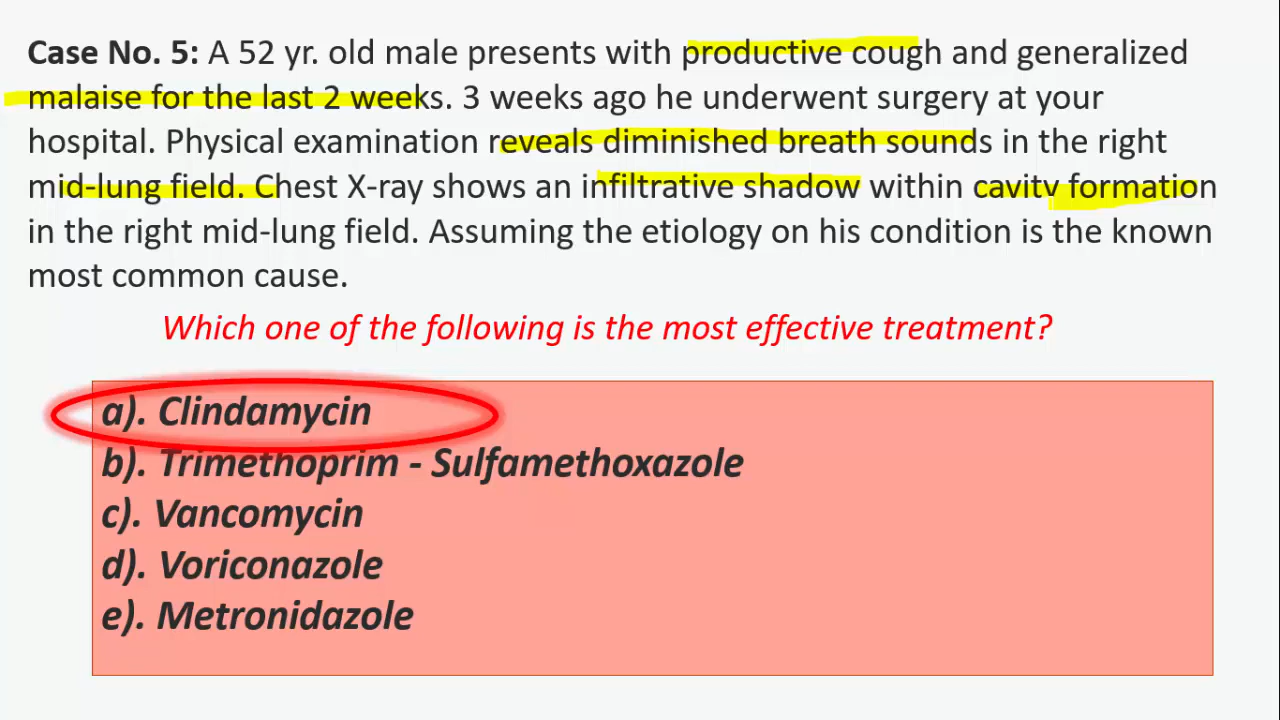 Case No. 5: A 52 yr. old male presents with productive cough and generalized
malaise for the last 2 weeks. 3 weeks ago he underwent surgery at your
hospital. Physical examination reveals diminished breath sounds in the right
mid-lung field. Chest X-ray shows an infiltrative shadow within cavity formation
in the right mid-lung field. Assuming the etiology on his condition is the known
most common cause.
Which one of the following is the most effective treatment?
a). Clindamycin
b). Trimethoprim - Sulfamethoxazole
c). Vancomycin
d). Voriconazole
e). Metronidazole